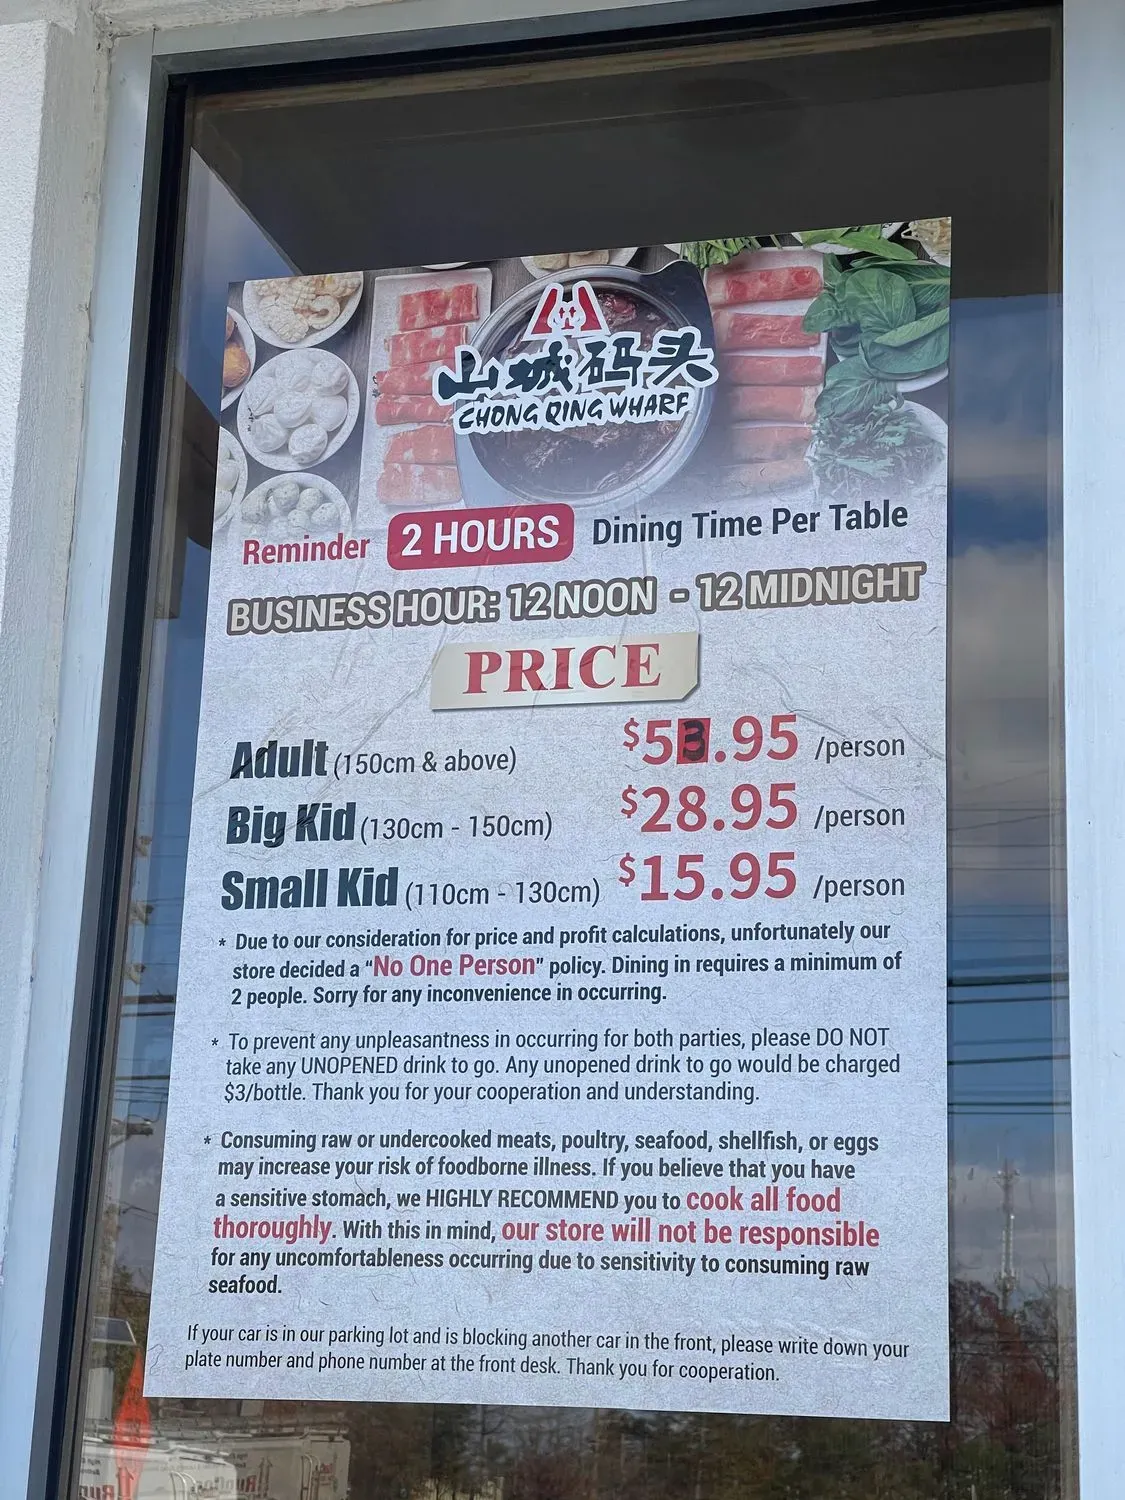 山城码头
CHONG QING WHARF
Reminder 2 HOURS Dining Time Per Table
BUSINESS HOUR: 12 NOON - 12 MIDNIGHT
PRICE
Adult (150cm & above) $53.95 /person
Big Kid (130cm - 150cm) $28.95 /person
Small Kid (110cm - 130cm) $15.95 /person
* Due to our consideration for price and profit calculations, unfortunately our
store decided a "No One Person" policy. Dining in requires a minimum of
2 people. Sorry for any inconvenience in occurring.
* To prevent any unpleasantness in occurring for both parties, please DO NOT
take any UNOPENED drink to go. Any unopened drink to go would be charged
$3/bottle. Thank you for your cooperation and understanding.
* Consuming raw or undercooked meats, poultry, seafood, shellfish, or eggs
may increase your risk of foodborne illness. If you believe that you have
a sensitive stomach, we HIGHLY RECOMMEND you to cook all food
thoroughly. With this in mind, our store will not be responsible
for any uncomfortableness occurring due to sensitivity to consuming raw
seafood.
If your car is in our parking lot and is blocking another car in the front, please write down your
plate number and phone number at the front desk. Thank you for cooperation.